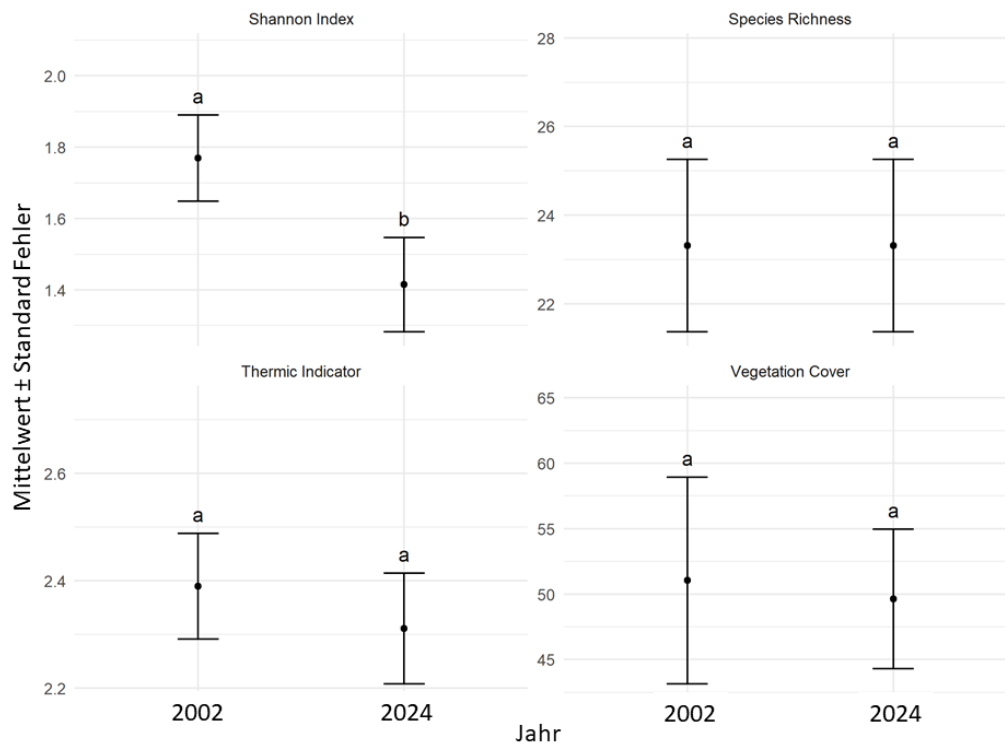 Shannon Index
Species Richness
2.0
1.8
1.6
1.4
a
b
28
26
24
22
a
a
Mittelwert ± Standard Fehler
Thermic Indicator
Vegetation Cover
2.6
2.4
2.2
a
a
65
60
55
50
45
a
a
2002
2024
2002
2024
Jahr